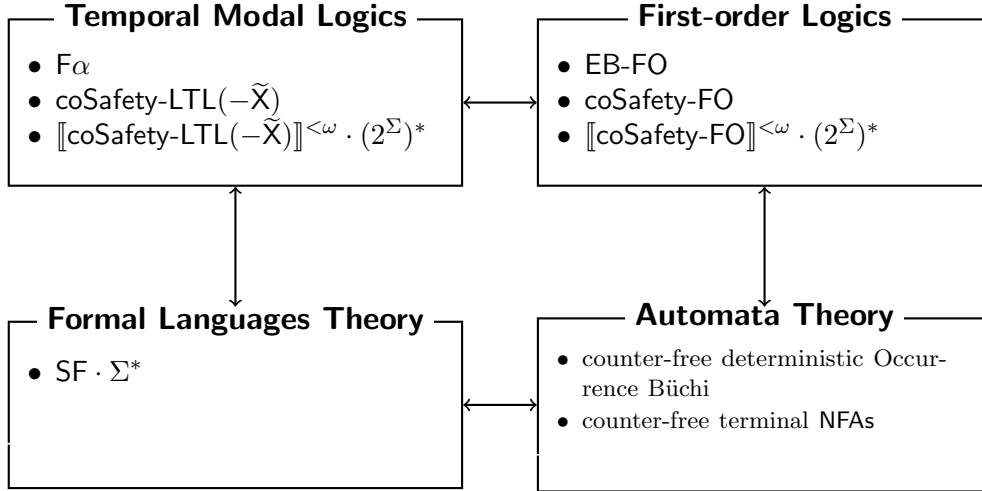 Temporal Modal Logics
• Fα
• coSafety-LTL(−X̃)
• ⟦coSafety-LTL(−X̃)⟧^{<ω} · (2^Σ)^*
First-order Logics
• EB-FO
• coSafety-FO
• ⟦coSafety-FO⟧^{<ω} · (2^Σ)^*
Formal Languages Theory
• SF · Σ^*
Automata Theory
• counter-free deterministic Occur-
rence Büchi
• counter-free terminal NFAs